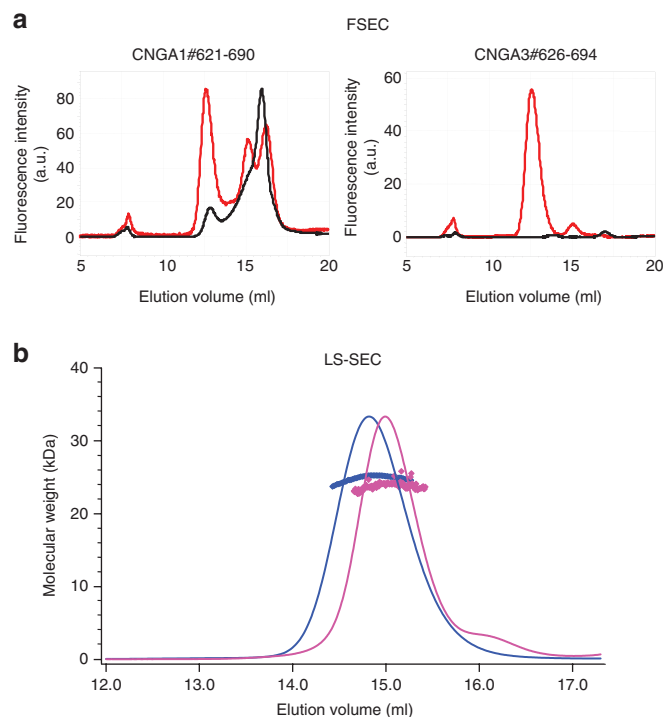 a
FSEC
CNGA1#621-690
CNGA3#626-694
Fluorescence intensity
(a.u.)
80
60
40
20
0
5
10
15
20
Elution volume (ml)
Fluorescence intensity
(a.u.)
60
40
20
0
5
10
15
20
Elution volume (ml)
b
LS-SEC
Molecular weight (kDa)
40
30
20
10
0
12.0
13.0
14.0
15.0
16.0
17.0
Elution volume (ml)